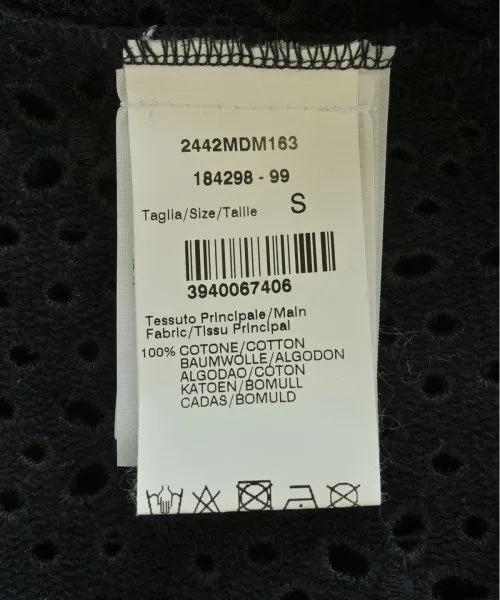 2442MDM163
184298 - 99
Taglia/Size/Taille S
3940067406
Tessuto Principale/Main
Fabric/Tissu Principal
100% COTONE/COTTON
BAUMWOLLE/ALGODON
ALGODAO/COTON
KATOEN/BOMULL
CADAS/BOMULD